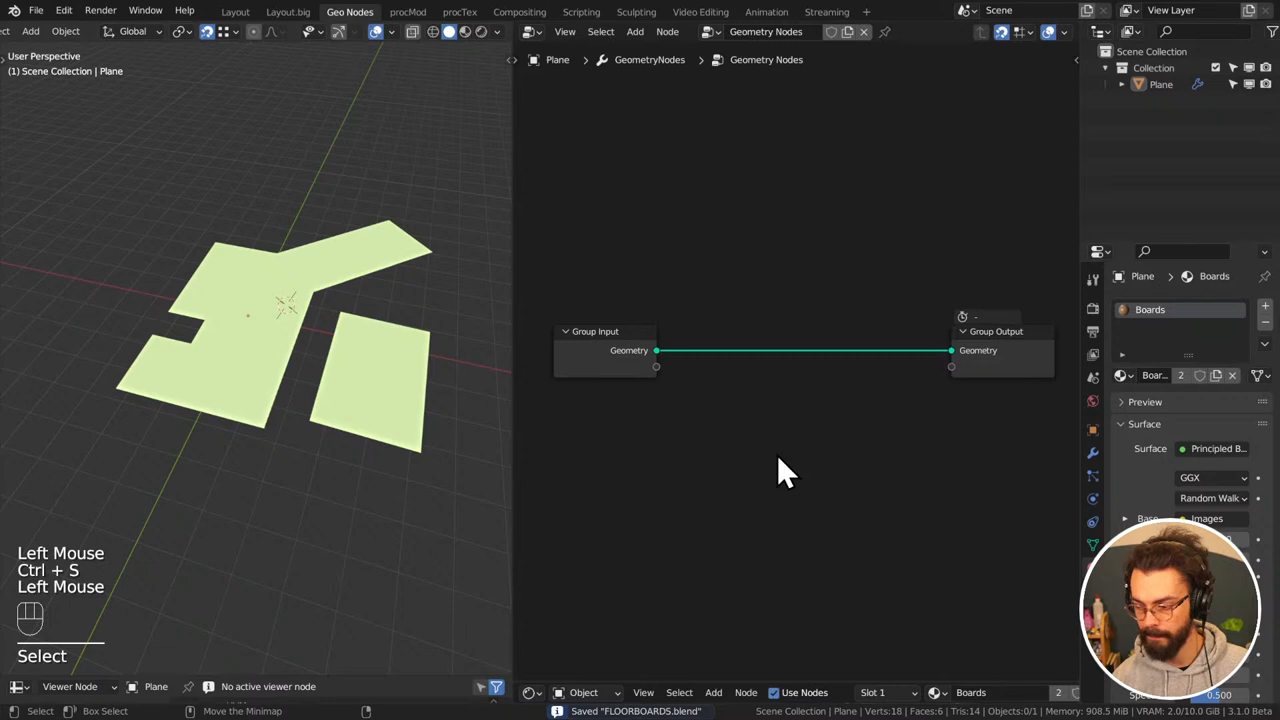 File Edit Render Window Help Layout Layout.big Geo Nodes procMod procTex Compositing Scripting Sculpting Video Editing Animation Streaming + Scene View Layer
Add Object Global View Select Add Node Geometry Nodes
User Perspective
(1) Scene Collection | Plane
Plane GeometryNodes Geometry Nodes
Scene Collection
Collection
Plane
Plane Boards
Boards
Boar... 2
Preview
Surface
Surface Principled B...
GGX
Random Walk
Base Images
Group Input
Geometry
Group Output
Geometry
Left Mouse
Ctrl + S
Left Mouse
Select
0.500
Viewer Node Plane No active viewer node
Object View Select Add Node Use Nodes Slot 1 Boards 2
Select Box Select Move the Minimap Saved "FLOORBOARDS.blend" Scene Collection | Plane | Verts:18 | Faces:6 | Tris:14 | Objects:0/1 | Memory: 908.5 MiB | VRAM: 2.0/10.0 GiB | 3.1.0 Beta